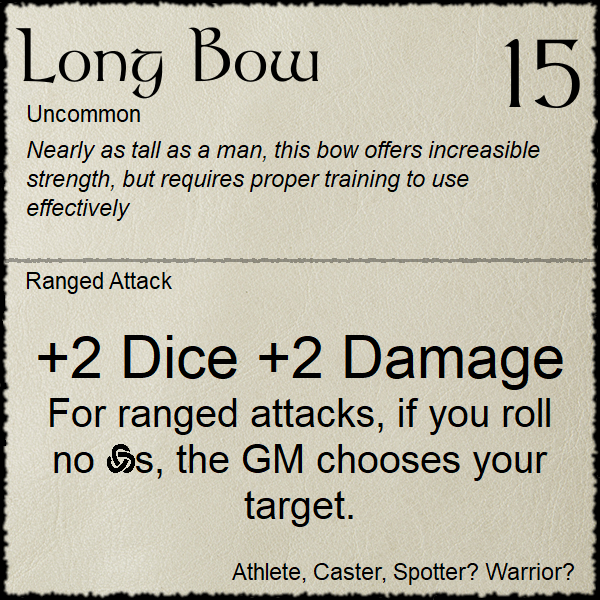 Long Bow
15
Uncommon
Nearly as tall as a man, this bow offers increasible
strength, but requires proper training to use
effectively
Ranged Attack
+2 Dice +2 Damage
For ranged attacks, if you roll
no s, the GM chooses your
target.
Athlete, Caster, Spotter? Warrior?